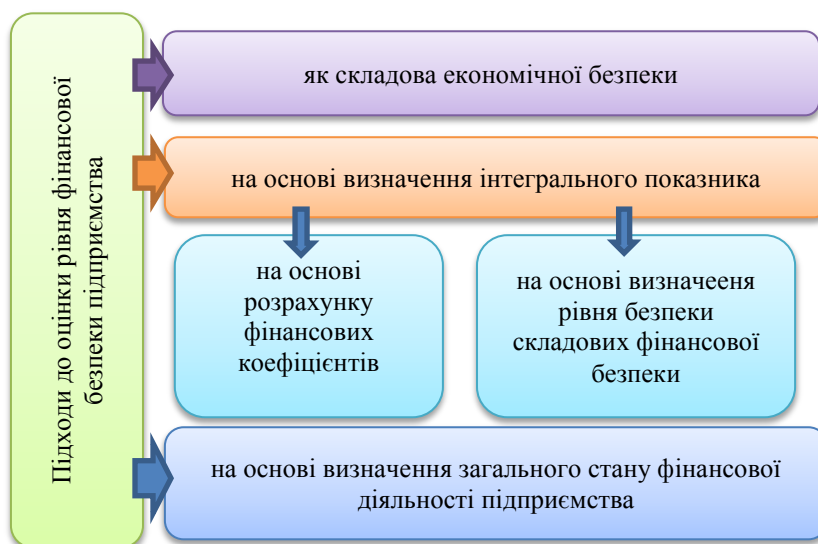 Підходи до оцінки рівня фінансової
безпеки підприємства
як складова економічної безпеки
на основі визначення інтегрального показника
на основі
розрахунку
фінансових
коефіцієнтів
на основі визначееня
рівня безпеки
складових фінансової
безпеки
на основі визначення загального стану фінансової
діяльності підприємства